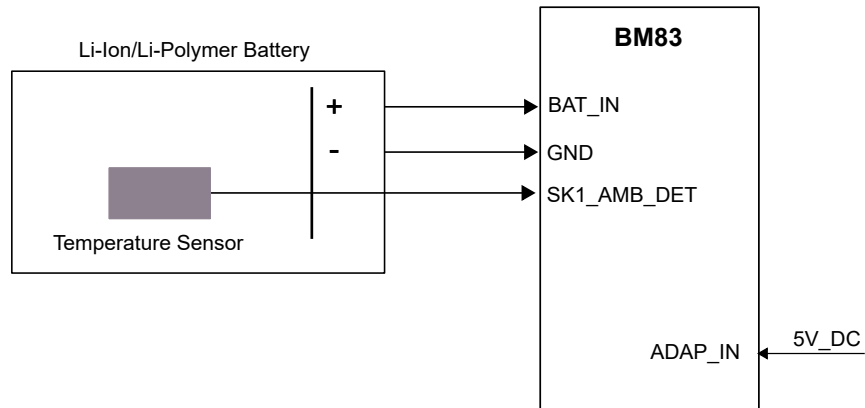 BM83
Li-Ion/Li-Polymer Battery
+
BAT_IN
-
GND
SK1_AMB_DET
Temperature Sensor
5V_DC
ADAP_IN